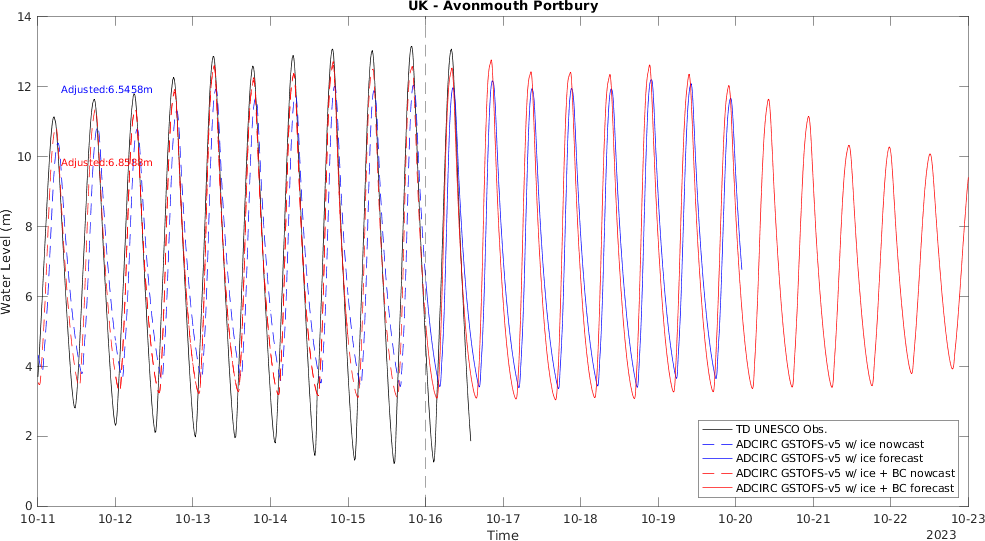 UK - Avonmouth Portbury
14
12
10
8
6
4
2
0
Water Level (m)
Adjusted:6.5458m
Adjusted:6.8588m
TD UNESCO Obs.
ADCIRC GSTOFS-v5 w/ ice nowcast
ADCIRC GSTOFS-v5 w/ ice forecast
ADCIRC GSTOFS-v5 w/ ice + BC nowcast
ADCIRC GSTOFS-v5 w/ ice + BC forecast
10-11 10-12 10-13 10-14 10-15 10-16 10-17 10-18 10-19 10-20 10-21 10-22 10-23
Time
2023